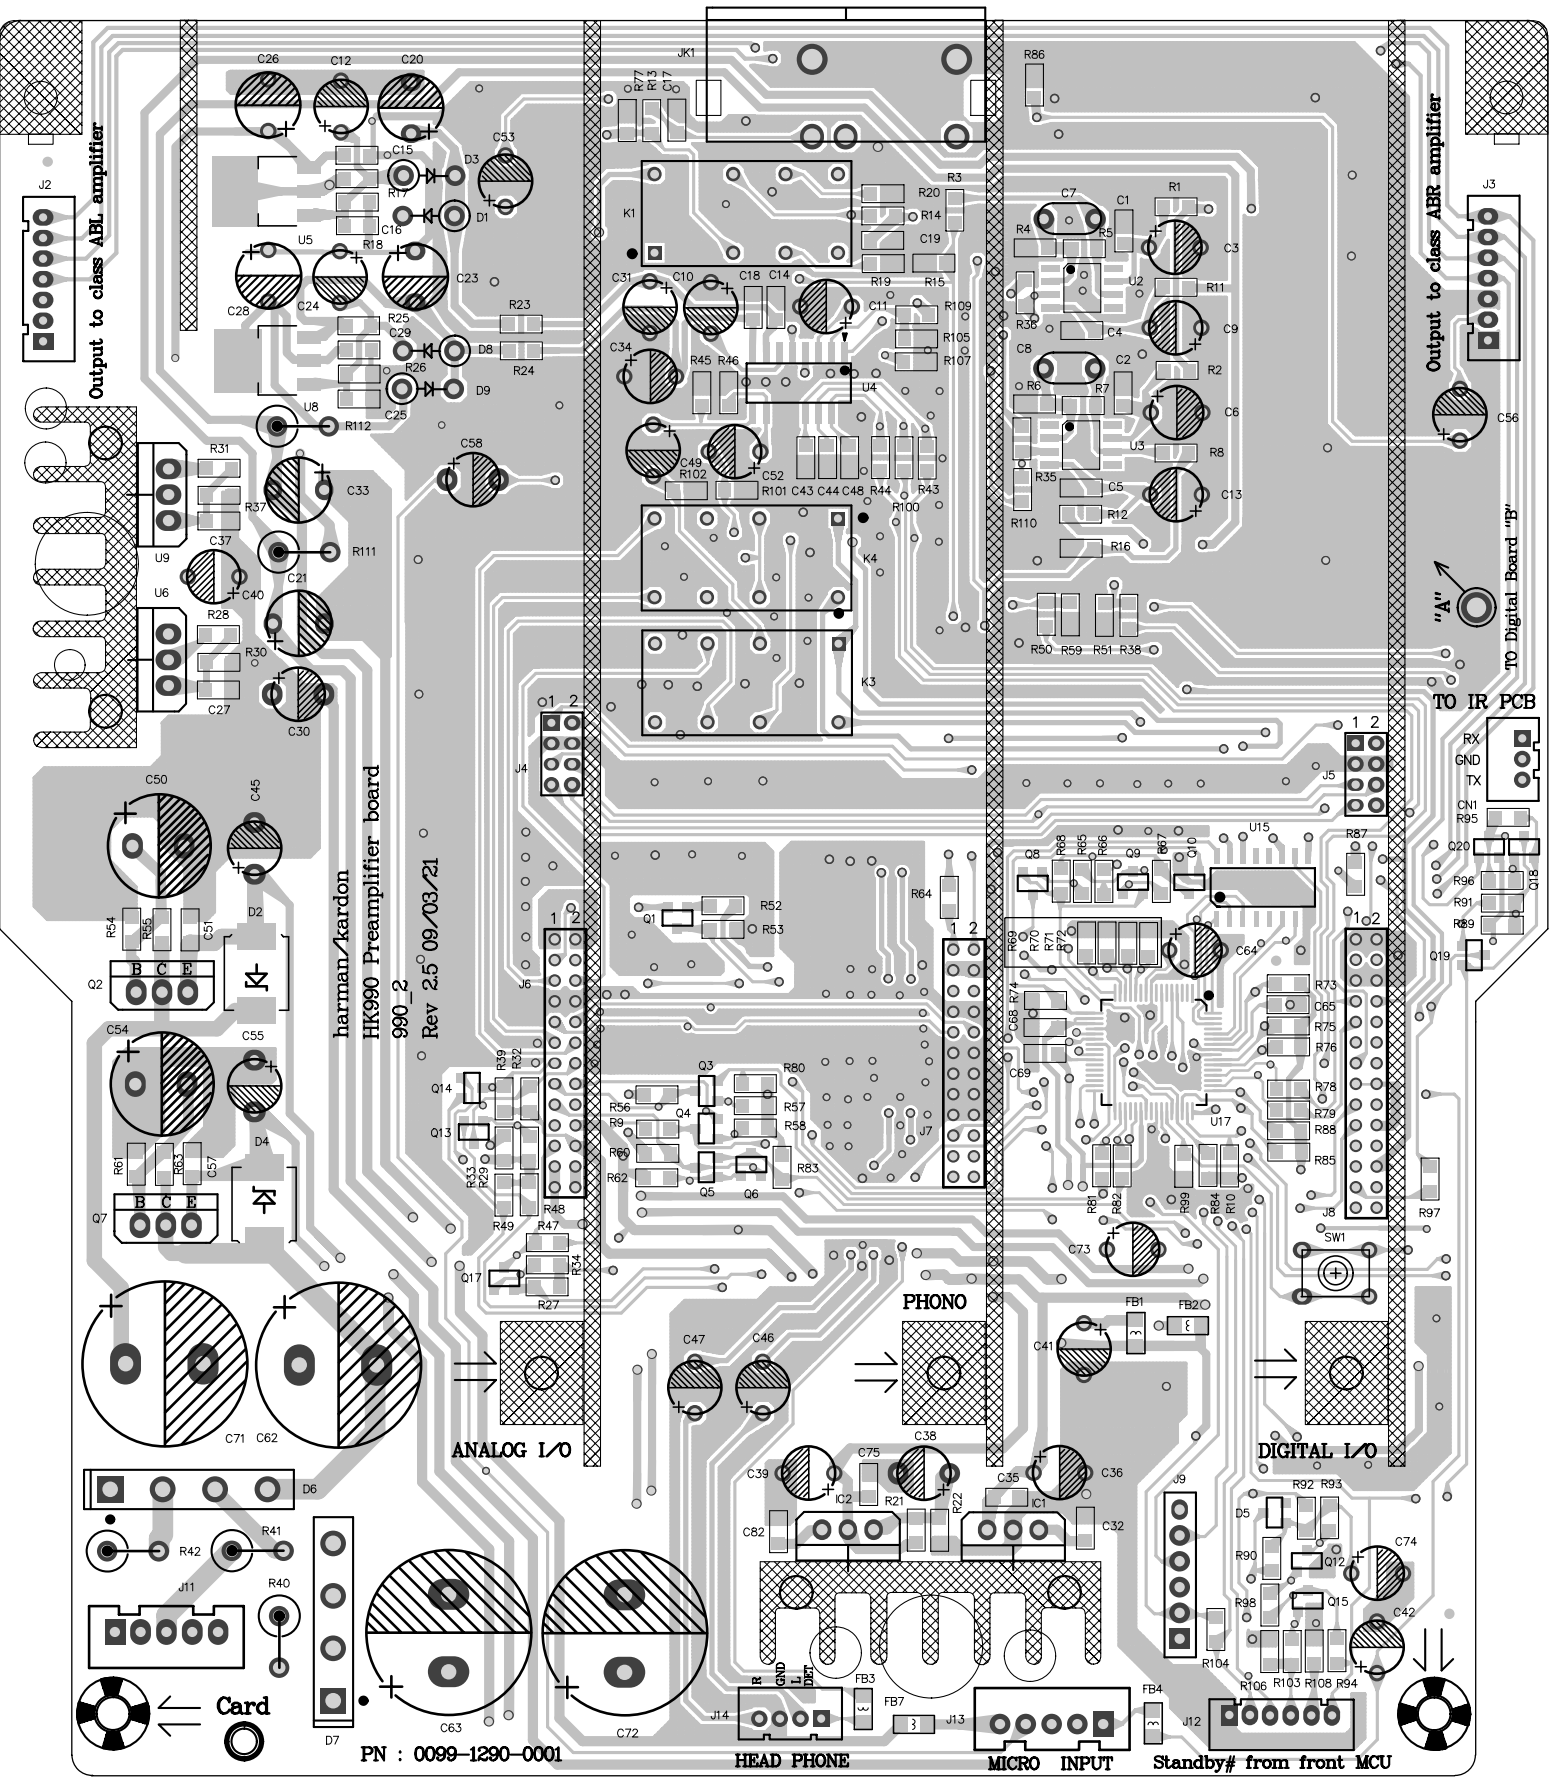 C26
C12
C20
JK1
R77
R13
C17
R86
C53
Output to class ABL amplifier
Output to class ABR amplifier
J2
J3
C15
D3
R17
D1
C16
U5
R18
K1
R20
R14
C19
R3
R19
R15
C7
C1
R1
R4
R5
C3
U2
R11
R36
C4
C9
C8
C2
R2
R6
R7
C6
U3
R8
R35
C5
C13
R110
R12
R16
C28
C24
C23
R25
C29
R26
C25
D8
D9
R23
R24
C31
C10
C18
C14
C11
R109
R105
R107
C34
R45
R46
U4
C56
U8
R112
R31
R37
C33
C58
C49
R102
C52
R101
C43
C44
C48
R44
R43
R100
U9
C37
R111
C21
C40
U6
R28
R30
C27
C30
K4
K3
R50
R59
R51
R38
"A"
TO Digital Board "B"
TO IR PCB
RX
GND
TX
CN1
1 2
J4
1 2
J5
C50
C45
harman/kardon
HK990 Preamplifier board
990_2
Rev 2.5 09/03/21
R54
R55
C51
D2
B C E
Q2
C54
C55
D4
R61
R63
C57
B C E
Q7
1 2
J6
Q1
R52
R53
R64
1 2
J7
Q8
R68
R65
R66
Q9
R67
Q10
U15
R87
R95
Q20
R96
R91
R89
Q18
Q19
R69
R70
R71
R72
C64
1 2
R74
C68
C69
R73
C65
R75
R76
R78
R79
R88
R85
U17
J8
R97
R81
R82
R99
R84
R10
C73
SW1
Q14
R39
R32
Q13
R33
R29
R49
R48
R47
R34
Q17
R27
R56
R9
R60
R62
Q3
Q4
Q5
Q6
R80
R57
R58
R83
PHONO
FB1
FB2
C41
C47
C46
C71
C62
ANALOG I/O
DIGITAL I/O
C39
C75
C38
C35
C36
IC2
R21
R22
IC1
C82
C32
J9
D6
R42
R41
J11
R40
D7
C63
C72
D5
R92
R93
R90
Q12
C74
R98
Q15
C42
R104
R106
R103
R108
R94
Card
PN : 0099-1290-0001
R
GND
L
DET
J14
FB3
FB7
J13
FB4
J12
HEAD PHONE
MICRO INPUT
Standby# from front MCU